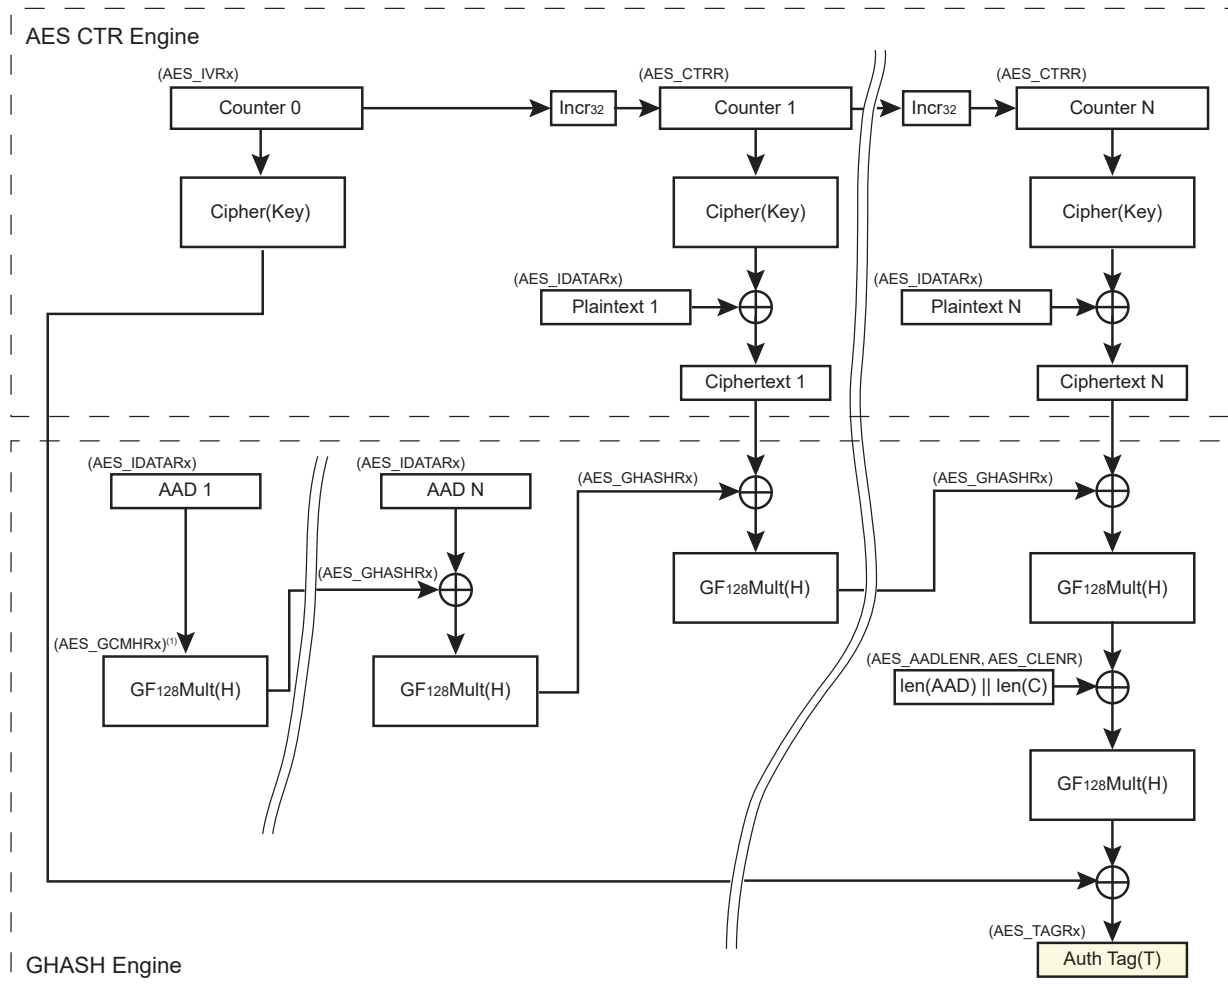 AES CTR Engine
(AES_IVRx)
(AES_CTRR)
(AES_CTRR)
Counter 0
Incr32
Counter 1
Incr32
Counter N
Cipher(Key)
Cipher(Key)
Cipher(Key)
(AES_IDATARx)
(AES_IDATARx)
Plaintext 1
Plaintext N
Ciphertext 1
Ciphertext N
(AES_IDATARx)
(AES_IDATARx)
(AES_GHASHRx)
(AES_GHASHRx)
AAD 1
AAD N
(AES_GHASHRx)
GF128Mult(H)
GF128Mult(H)
(AES_GCMHRx)(1)
(AES_AADLENR, AES_CLENR)
GF128Mult(H)
GF128Mult(H)
len(AAD) || len(C)
GF128Mult(H)
(AES_TAGRx)
Auth Tag(T)
GHASH Engine